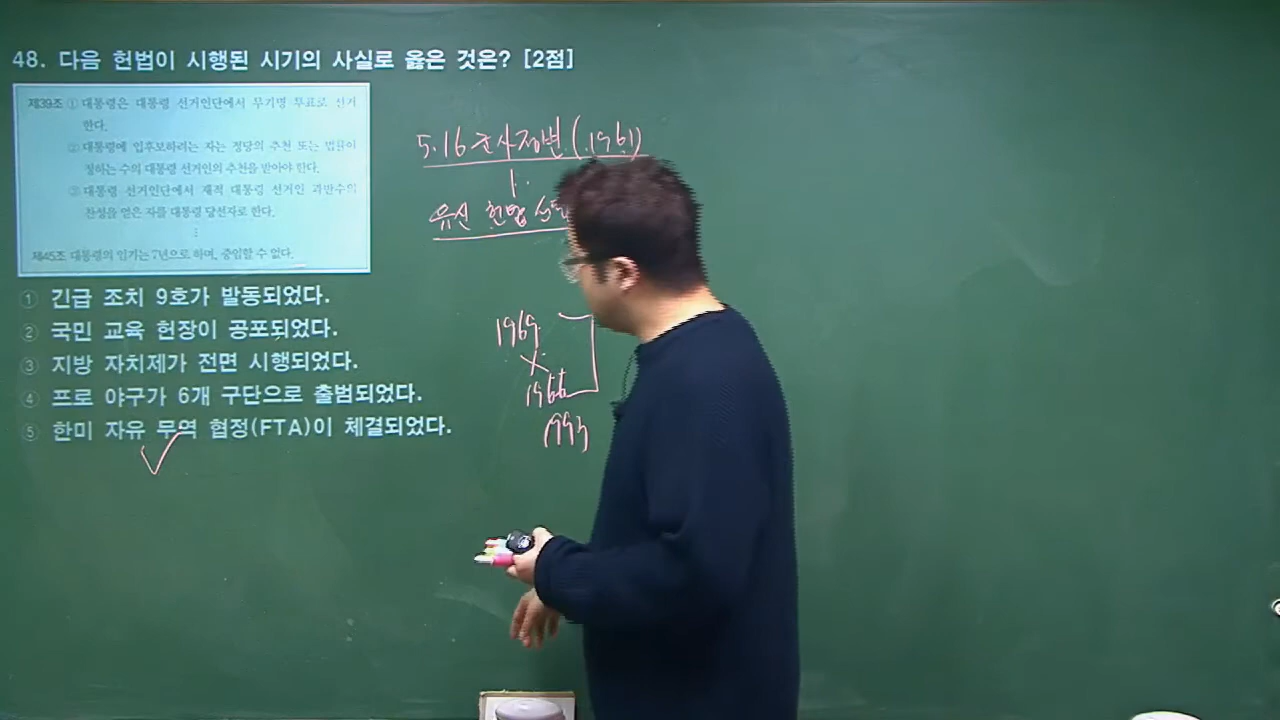 48. 다음 헌법이 시행된 시기의 사실로 옳은 것은? [2점]
제39조 ① 대통령은 대통령 선거인단에서 무기명 투표로 선거
한다.
② 대통령에 입후보하려는 자는 정당의 추천 또는 법률이
정하는 수의 대통령 선거인의 추천을 받아야 한다.
③ 대통령 선거인단에서 재적 대통령 선거인 과반수의
찬성을 얻은 자를 대통령 당선자로 한다.
⋮
제45조 대통령의 임기는 7년으로 하며, 중임할 수 없다.
① 긴급 조치 9호가 발동되었다.
② 국민 교육 헌장이 공포되었다.
③ 지방 자치제가 전면 시행되었다.
④ 프로 야구가 6개 구단으로 출범되었다.
⑤ 한미 자유 무역 협정(FTA)이 체결되었다.
5.16 군사정변 (1961)
유신 헌법
1969
1966